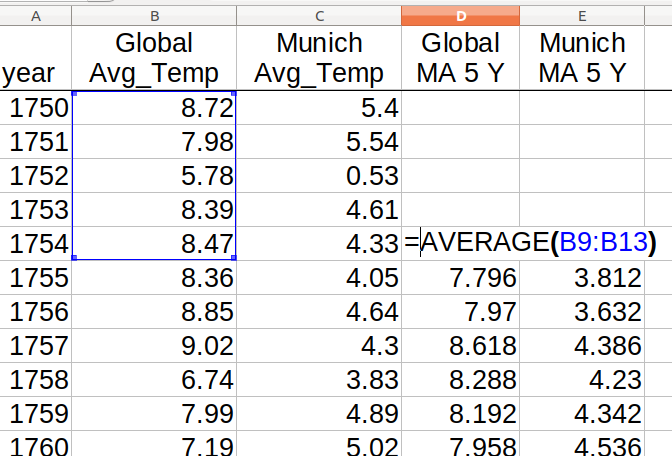 A B C D E
Global Munich Global Munich
year Avg_Temp Avg_Temp MA 5 Y MA 5 Y
1750 8.72 5.4
1751 7.98 5.54
1752 5.78 0.53
1753 8.39 4.61
1754 8.47 4.33 =AVERAGE(B9:B13)
1755 8.36 4.05 7.796 3.812
1756 8.85 4.64 7.97 3.632
1757 9.02 4.3 8.618 4.386
1758 6.74 3.83 8.288 4.23
1759 7.99 4.89 8.192 4.342
1760 7.19 5.02 7.958 4.536